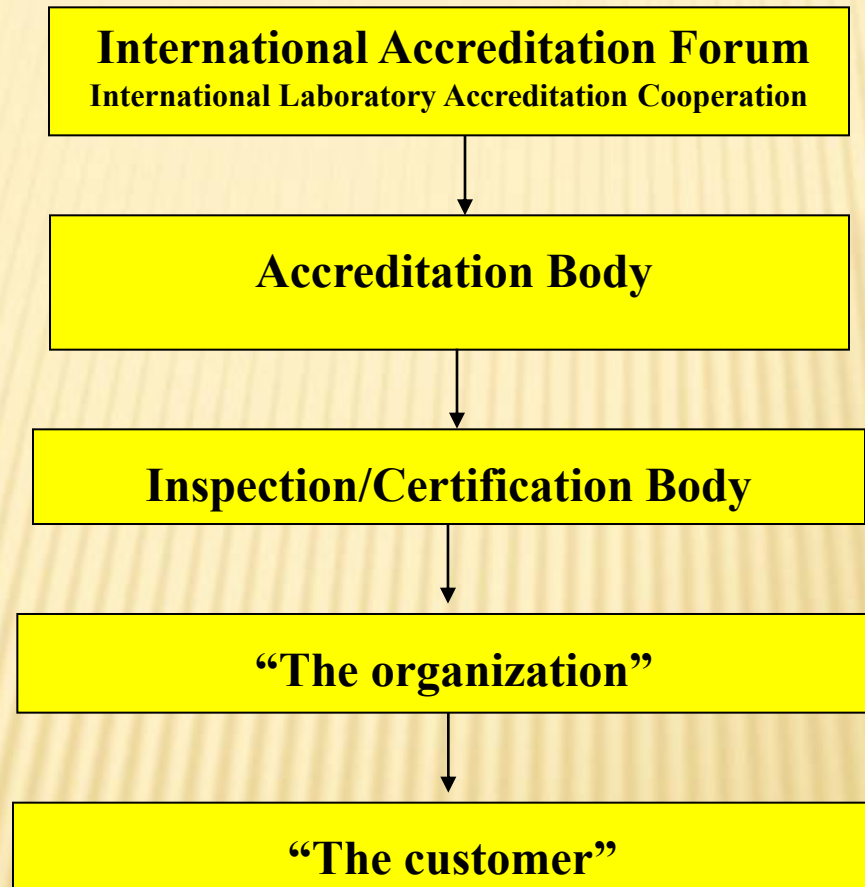 International Accreditation Forum
International Laboratory Accreditation Cooperation
Accreditation Body
Inspection/Certification Body
“The organization”
“The customer”